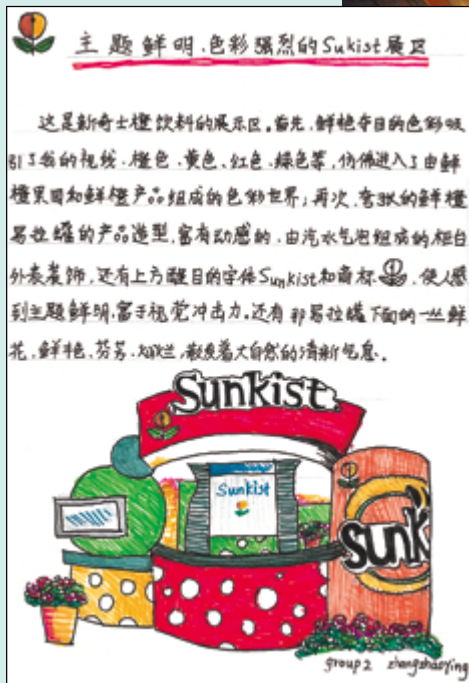 主题鲜明.色彩强烈的Sukist展区
这是新奇士橙饮料的展示区.首先.鲜艳夺目的色彩吸
引了我的视线.橙色、黄色、红色、绿色等,仿佛进入了由鲜
橙果园和鲜橙产品组成的色彩世界;再次,夸张的鲜橙
易拉罐的产品造型,富有动感的、由汽水气泡组成的柜台
外表装饰,还有上方醒目的字体Sunkist和商标,使人感
到主题鲜明.富于视觉冲击力.还有那易拉罐下面的一丛鲜
花,鲜艳、芬芳、灿烂,散发着大自然的清新气息.
Sunkist
Sunkist
sunk
group2 zhangzhaoying